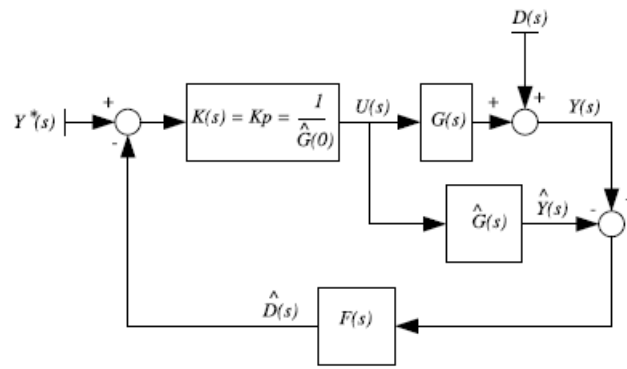 D(s)
Y*(s)
+
-
K(s) = Kp = 1 / Ĝ(0)
U(s)
G(s)
+
+
Y(s)
Ĝ(s)
Ŷ(s)
-
D̂(s)
F(s)